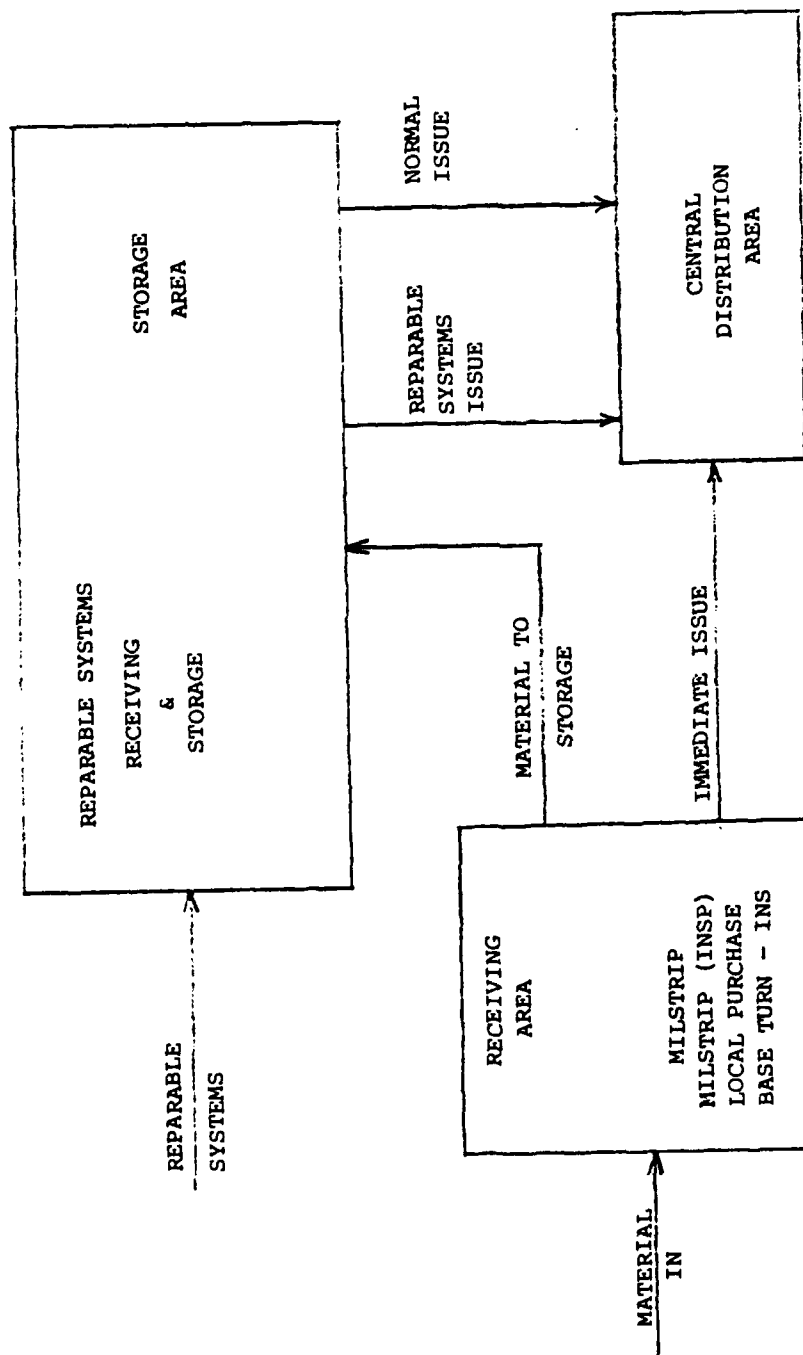 REPARABLE
SYSTEMS
REPARABLE SYSTEMS
RECEIVING
&
STORAGE
STORAGE
AREA
MATERIAL
IN
RECEIVING
AREA
MILSTRIP
MILSTRIP (INSP)
LOCAL PURCHASE
BASE TURN - INS
MATERIAL TO
STORAGE
IMMEDIATE ISSUE
REPARABLE
SYSTEMS
ISSUE
NORMAL
ISSUE
CENTRAL
DISTRIBUTION
AREA